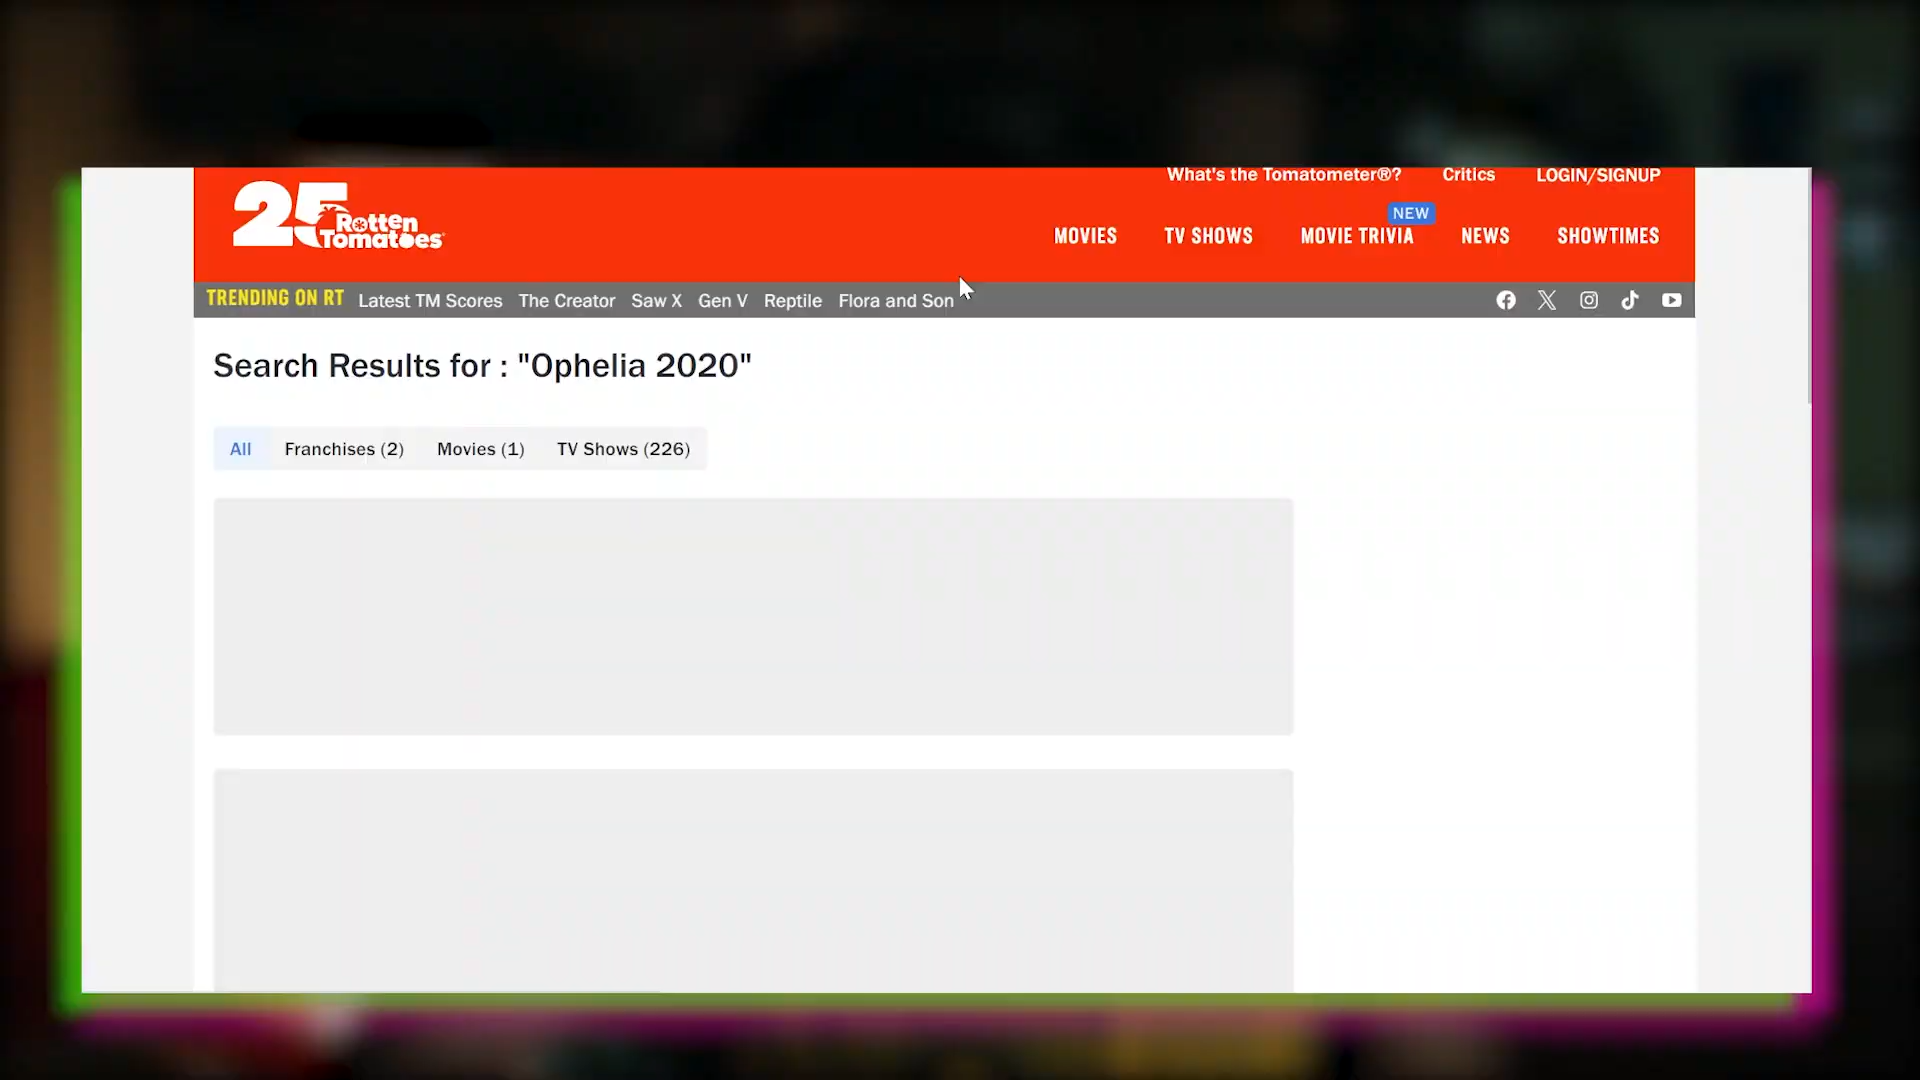 What's the Tomatometer®? Critics LOGIN/SIGNUP
25 Rotten Tomatoes
NEW
MOVIES TV SHOWS MOVIE TRIVIA NEWS SHOWTIMES
TRENDING ON RT Latest TM Scores The Creator Saw X Gen V Reptile Flora and Son
Search Results for : "Ophelia 2020"
All Franchises (2) Movies (1) TV Shows (226)